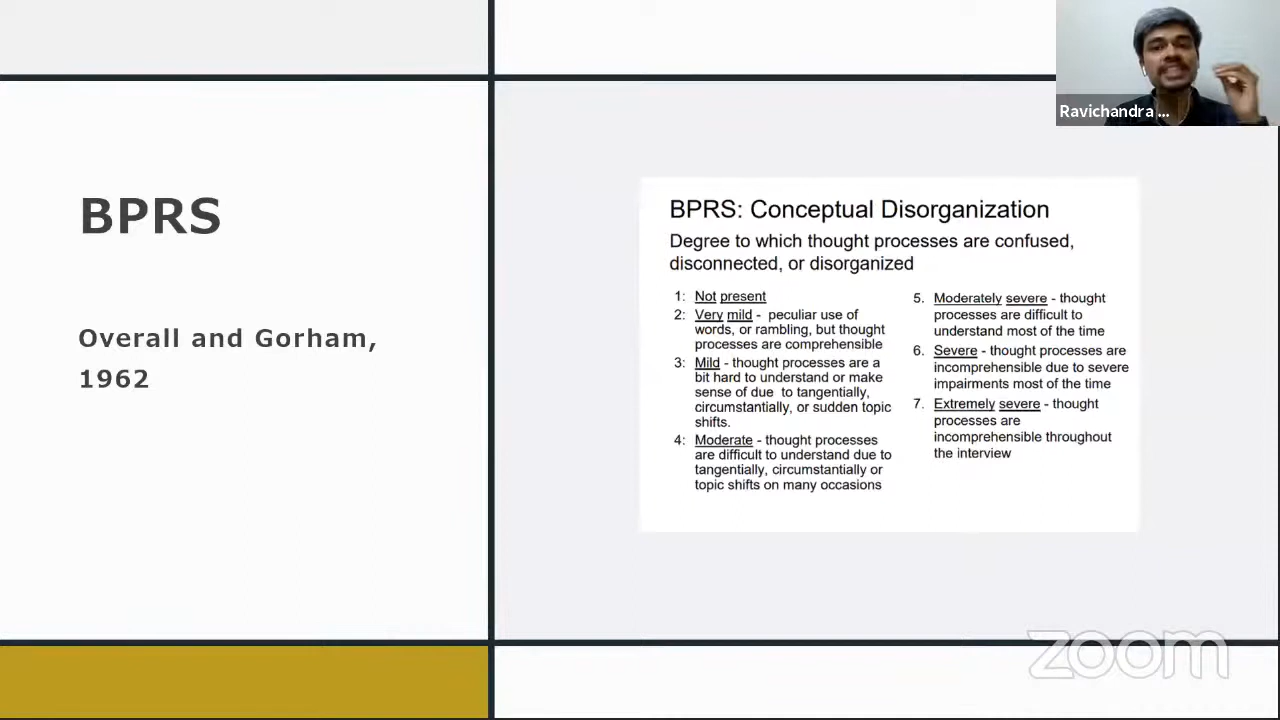 BPRS
Overall and Gorham,
1962
BPRS: Conceptual Disorganization
Degree to which thought processes are confused,
disconnected, or disorganized
1: Not present
2: Very mild - peculiar use of
words, or rambling, but thought
processes are comprehensible
3: Mild - thought processes are a
bit hard to understand or make
sense of due to tangentially,
circumstantially, or sudden topic
shifts.
4: Moderate - thought processes
are difficult to understand due to
tangentially, circumstantially or
topic shifts on many occasions
5. Moderately severe - thought
processes are difficult to
understand most of the time
6. Severe - thought processes are
incomprehensible due to severe
impairments most of the time
7. Extremely severe - thought
processes are
incomprehensible throughout
the interview
Ravichandra ...
zoom